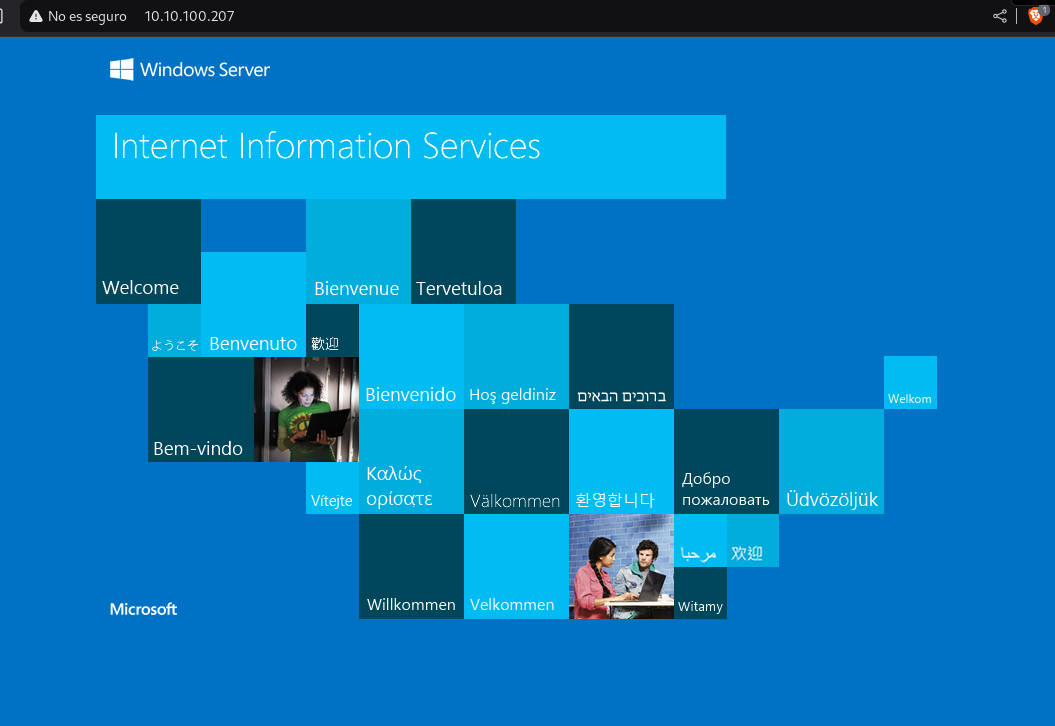 No es seguro
10.10.100.207
1
Windows Server
Internet Information Services
Welcome
Bienvenue
Tervetuloa
ようこそ
Benvenuto
歡迎
Bienvenido
Hoş geldiniz
ברוכים הבאים
Welkom
Bem-vindo
Vítejte
Καλώς
ορίσατε
Välkommen
환영합니다
Добро
пожаловать
Üdvözöljük
Willkommen
Velkommen
مرحبا
欢迎
Witamy
Microsoft